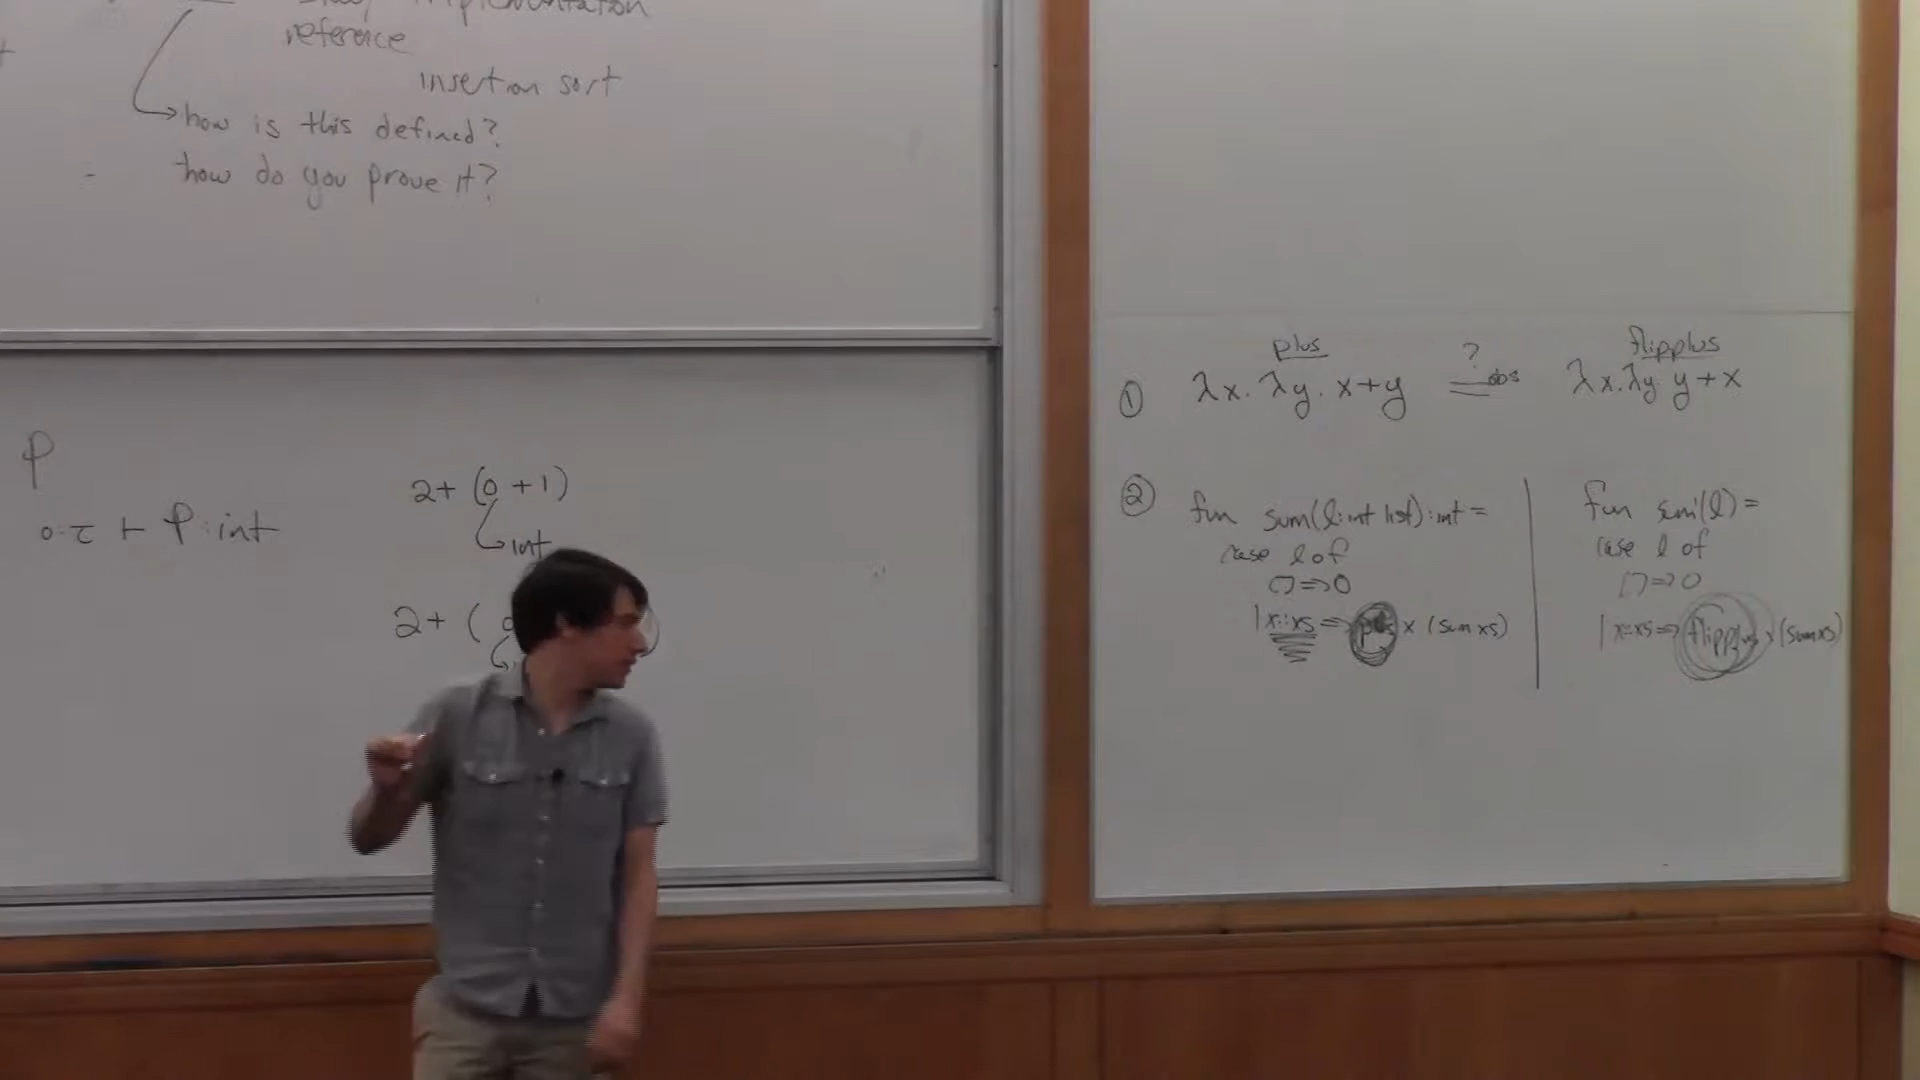 implementation
reference
insertion sort
how is this defined?
how do you prove it?
P
o:τ ⊢ P:int
2+ (o +1)
int
2+ (
plus
flipplus
① λx. λy. x+y =obs ? λx.λy y+x
② fun sum(l:int list):int =
case l of
[] => 0
| x::xs => plus x (sum xs)
fun sum(l) =
case l of
[] => 0
| x::xs => flipplus x (sum xs)